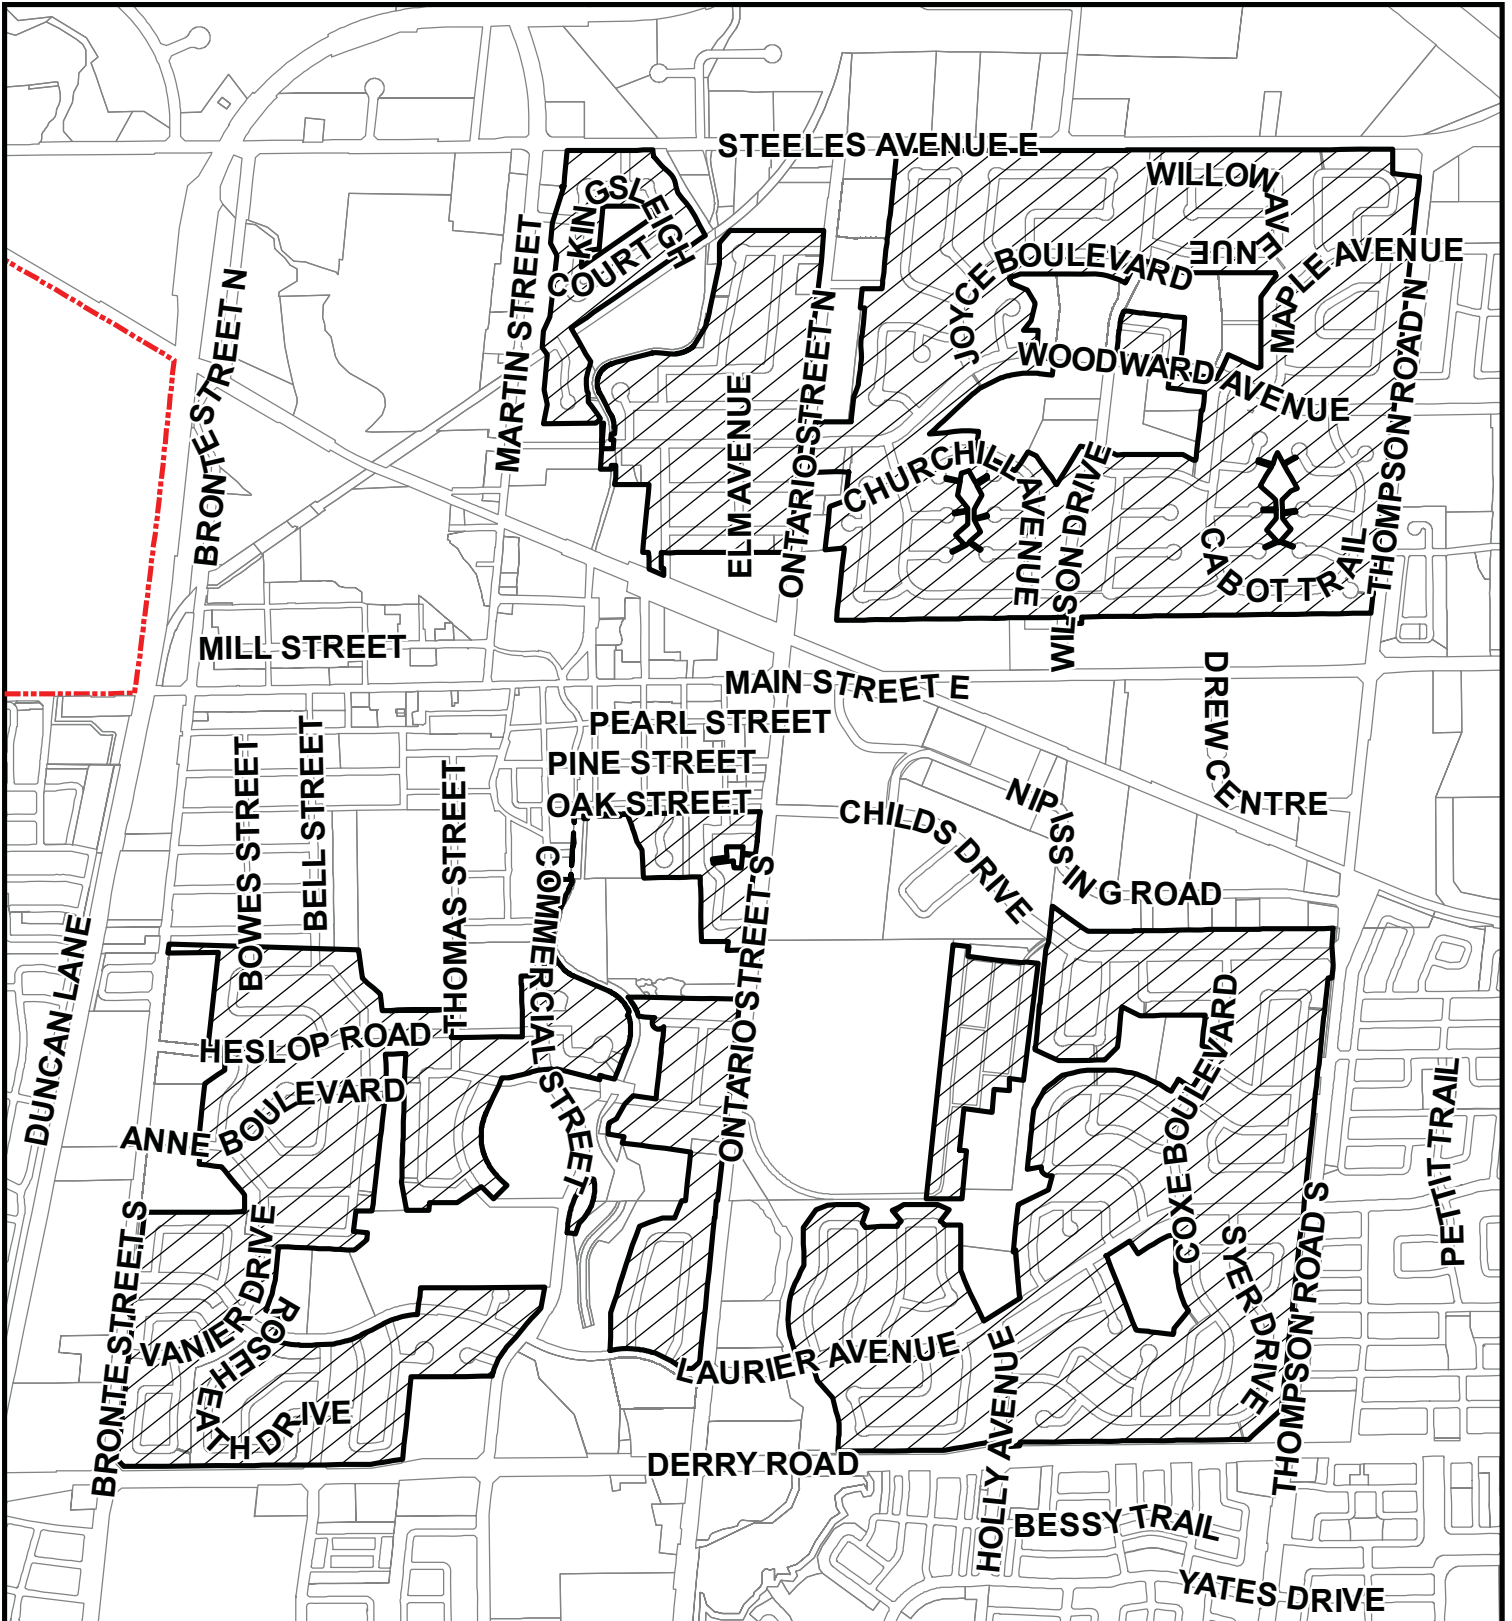 STEELES AVENUE E
WILLOW AVENUE
KINGSLEIGH COURT
MARTIN STREET
JOYCE BOULEVARD
MAPLE AVENUE
BRONTE STREET N
ELM AVENUE
ONTARIO STREET N
WOODWARD AVENUE
THOMPSON ROAD N
CHURCHILL AVENUE
WILSON DRIVE
CABOT TRAIL
MILL STREET
MAIN STREET E
DREW CENTRE
PEARL STREET
PINE STREET
OAK STREET
BOWES STREET
BELL STREET
THOMAS STREET
COMMERCIAL STREET
CHILDS DRIVE
NIPISSING ROAD
ONTARIO STREET S
DUNCAN LANE
HESLOP ROAD
ANNE BOULEVARD
COXE BOULEVARD
PETTIT TRAIL
BRONTE STREET S
VANIER DRIVE
ROSEHEATH DRIVE
SYER DRIVE
THOMPSON ROAD S
LAURIER AVENUE
HOLLY AVENUE
DERRY ROAD
BESSY TRAIL
YATES DRIVE